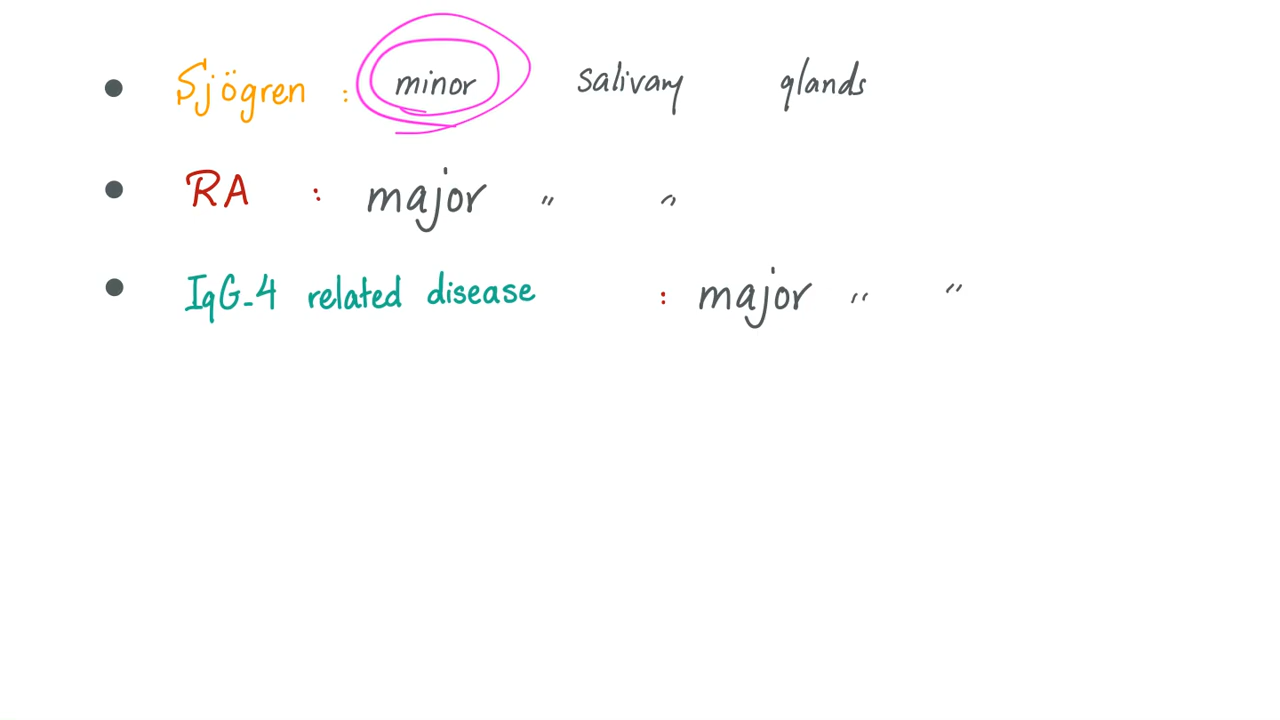 • Sjögren : minor salivary glands
• RA : major " "
• IgG-4 related disease : major " "